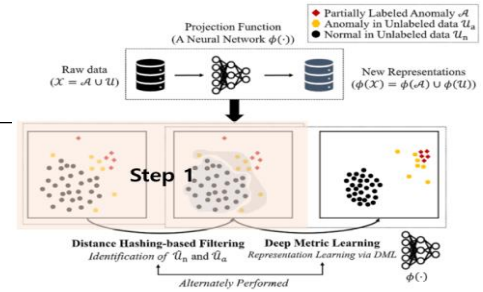 Partially Labeled Anomaly 𝒜
Anomaly in Unlabeled data 𝒰ₐ
Normal in Unlabeled data 𝒰ₙ
Projection Function
(A Neural Network ϕ(·))
Raw data
(𝒳 = 𝒜 ∪ 𝒰)
New Representations
(ϕ(𝒳) = ϕ(𝒜) ∪ ϕ(𝒰))
Step 1
Distance Hashing-based Filtering
Identification of 𝒰̂ₙ and 𝒰̂ₐ
Deep Metric Learning
Representation Learning via DML
ϕ(·)
Alternately Performed